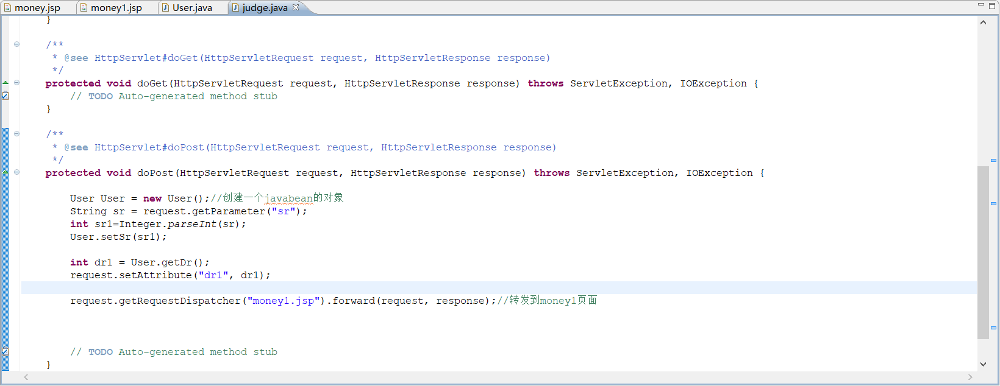 money.jsp money1.jsp User.java judge.java
}
/**
* @see HttpServlet#doGet(HttpServletRequest request, HttpServletResponse response)
*/
protected void doGet(HttpServletRequest request, HttpServletResponse response) throws ServletException, IOException {
// TODO Auto-generated method stub
}
/**
* @see HttpServlet#doPost(HttpServletRequest request, HttpServletResponse response)
*/
protected void doPost(HttpServletRequest request, HttpServletResponse response) throws ServletException, IOException {
User User = new User();//创建一个javabean的对象
String sr = request.getParameter("sr");
int sr1=Integer.parseInt(sr);
User.setSr(sr1);
int dr1 = User.getDr();
request.setAttribute("dr1", dr1);
request.getRequestDispatcher("money1.jsp").forward(request, response);//转发到money1页面
// TODO Auto-generated method stub
}